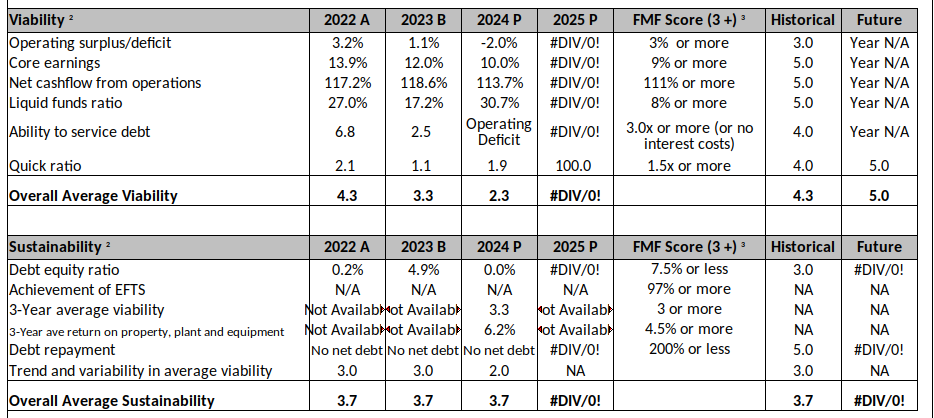 Viability ² 2022 A 2023 B 2024 P 2025 P FMF Score (3 +) ³ Historical Future
Operating surplus/deficit 3.2% 1.1% -2.0% #DIV/0! 3% or more 3.0 Year N/A
Core earnings 13.9% 12.0% 10.0% #DIV/0! 9% or more 5.0 Year N/A
Net cashflow from operations 117.2% 118.6% 113.7% #DIV/0! 111% or more 5.0 Year N/A
Liquid funds ratio 27.0% 17.2% 30.7% #DIV/0! 8% or more 5.0 Year N/A
Ability to service debt 6.8 2.5 Operating Deficit #DIV/0! 3.0x or more (or no interest costs) 4.0 Year N/A
Quick ratio 2.1 1.1 1.9 100.0 1.5x or more 4.0 5.0
Overall Average Viability 4.3 3.3 2.3 #DIV/0! 4.3 5.0
Sustainability ² 2022 A 2023 B 2024 P 2025 P FMF Score (3 +) ³ Historical Future
Debt equity ratio 0.2% 4.9% 0.0% #DIV/0! 7.5% or less 3.0 #DIV/0!
Achievement of EFTS N/A N/A N/A N/A 97% or more NA NA
3-Year average viability Not Availab ot Availab 3.3 ot Availab 3 or more NA NA
3-Year ave return on property, plant and equipment Not Availab ot Availab 6.2% ot Availab 4.5% or more NA NA
Debt repayment No net debt No net debt No net debt #DIV/0! 200% or less 5.0 #DIV/0!
Trend and variability in average viability 3.0 3.0 2.0 NA 3.0 NA
Overall Average Sustainability 3.7 3.7 3.7 #DIV/0! 3.7 #DIV/0!